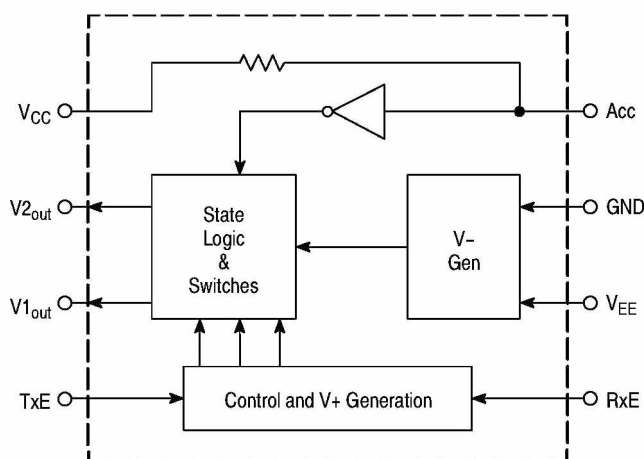 VCC
Acc
V2out
State
Logic
&
Switches
V–
Gen
GND
V1out
VEE
TxE
Control and V+ Generation
RxE